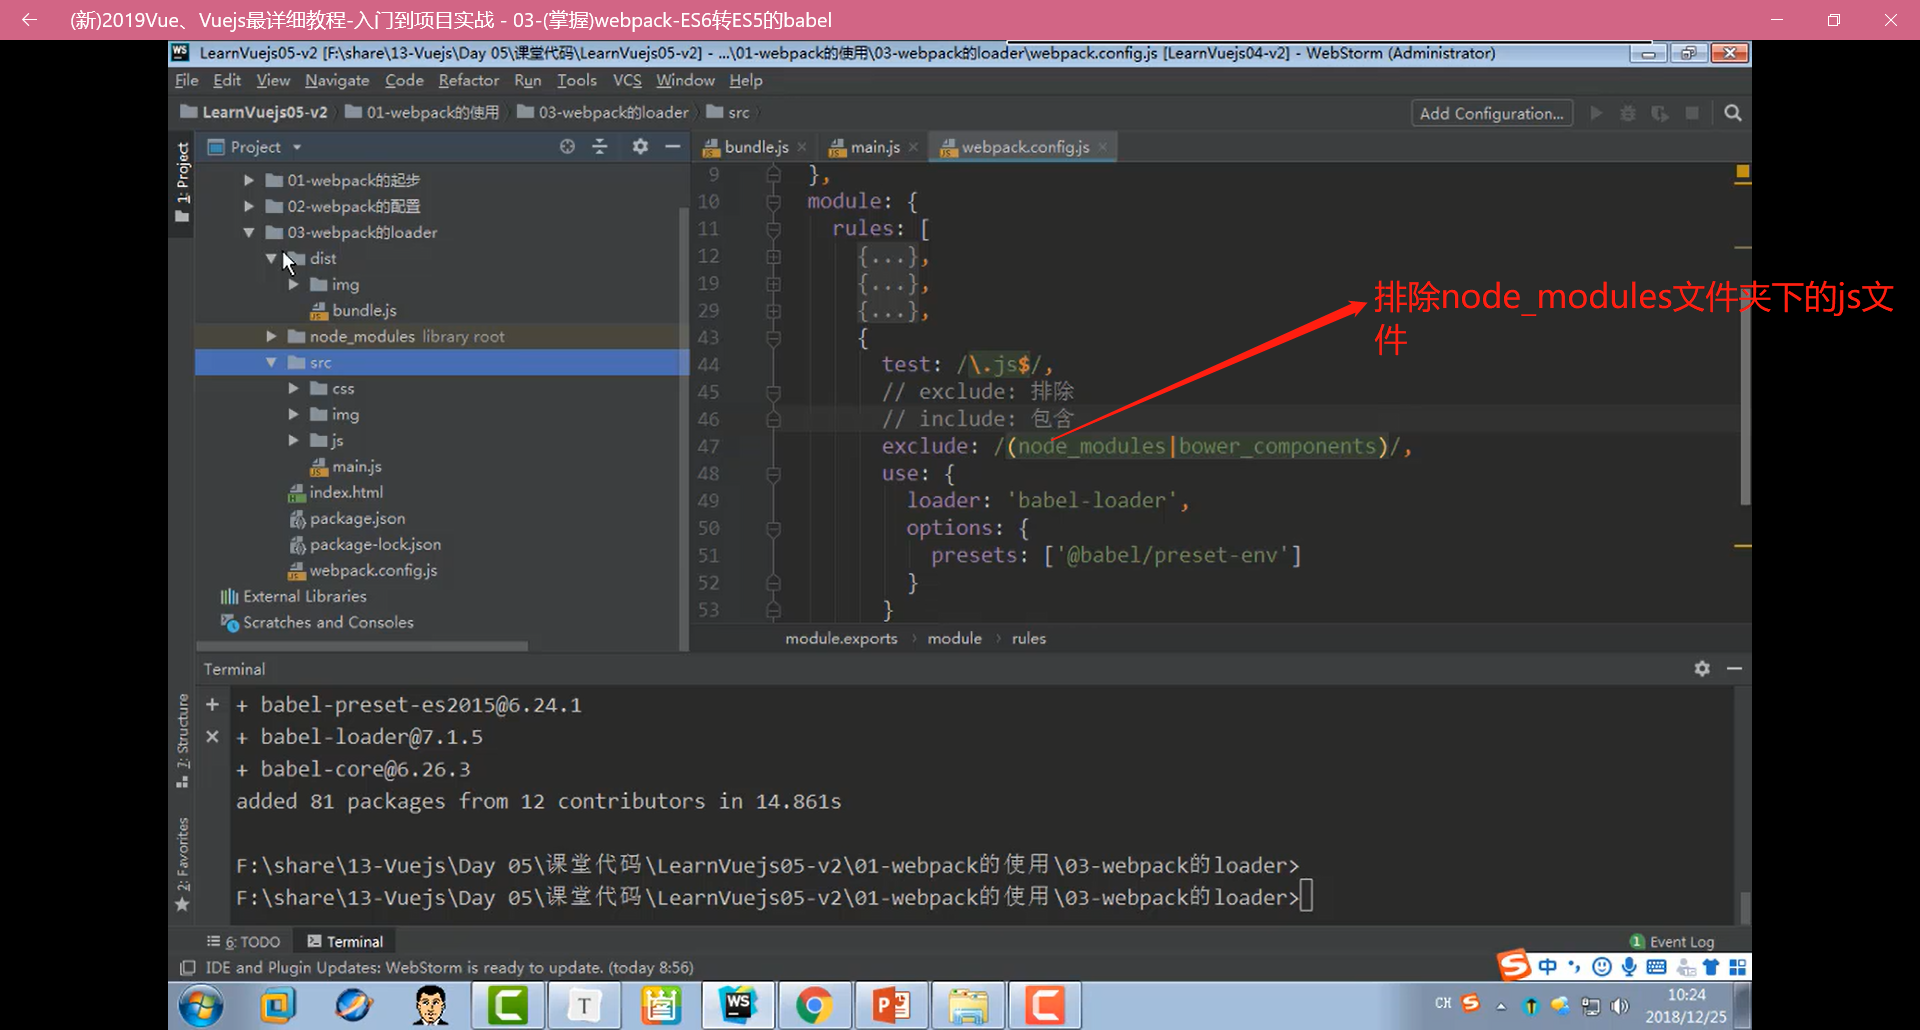 (新)2019Vue、Vuejs最详细教程-入门到项目实战 - 03-(掌握)webpack-ES6转ES5的babel
LearnVuejs05-v2 [F:\share\13-Vuejs\Day 05\课堂代码\LearnVuejs05-v2] - ...\01-webpack的使用\03-webpack的loader\webpack.config.js [LearnVuejs04-v2] - WebStorm (Administrator)
File Edit View Navigate Code Refactor Run Tools VCS Window Help
LearnVuejs05-v2 01-webpack的使用 03-webpack的loader src
Add Configuration...
1: Project
Project
01-webpack的起步
02-webpack的配置
03-webpack的loader
dist
img
bundle.js
node_modules library root
src
css
img
js
main.js
index.html
package.json
package-lock.json
webpack.config.js
External Libraries
Scratches and Consoles
bundle.js main.js webpack.config.js
9 },
10 module: {
11 rules: [
12 {...},
19 {...},
29 {...},
43 {
44 test: /\.js$/,
45 // exclude: 排除
46 // include: 包含
47 exclude: /(node_modules|bower_components)/,
48 use: {
49 loader: 'babel-loader',
50 options: {
51 presets: ['@babel/preset-env']
52 }
53 }
排除node_modules文件夹下的js文
件
module.exports › module › rules
Terminal
7: Structure
2: Favorites
+ babel-preset-es2015@6.24.1
+ babel-loader@7.1.5
+ babel-core@6.26.3
added 81 packages from 12 contributors in 14.861s
F:\share\13-Vuejs\Day 05\课堂代码\LearnVuejs05-v2\01-webpack的使用\03-webpack的loader>
F:\share\13-Vuejs\Day 05\课堂代码\LearnVuejs05-v2\01-webpack的使用\03-webpack的loader>
6: TODO Terminal
1 Event Log
IDE and Plugin Updates: WebStorm is ready to update. (today 8:56)
中
CH
10:24
2018/12/25